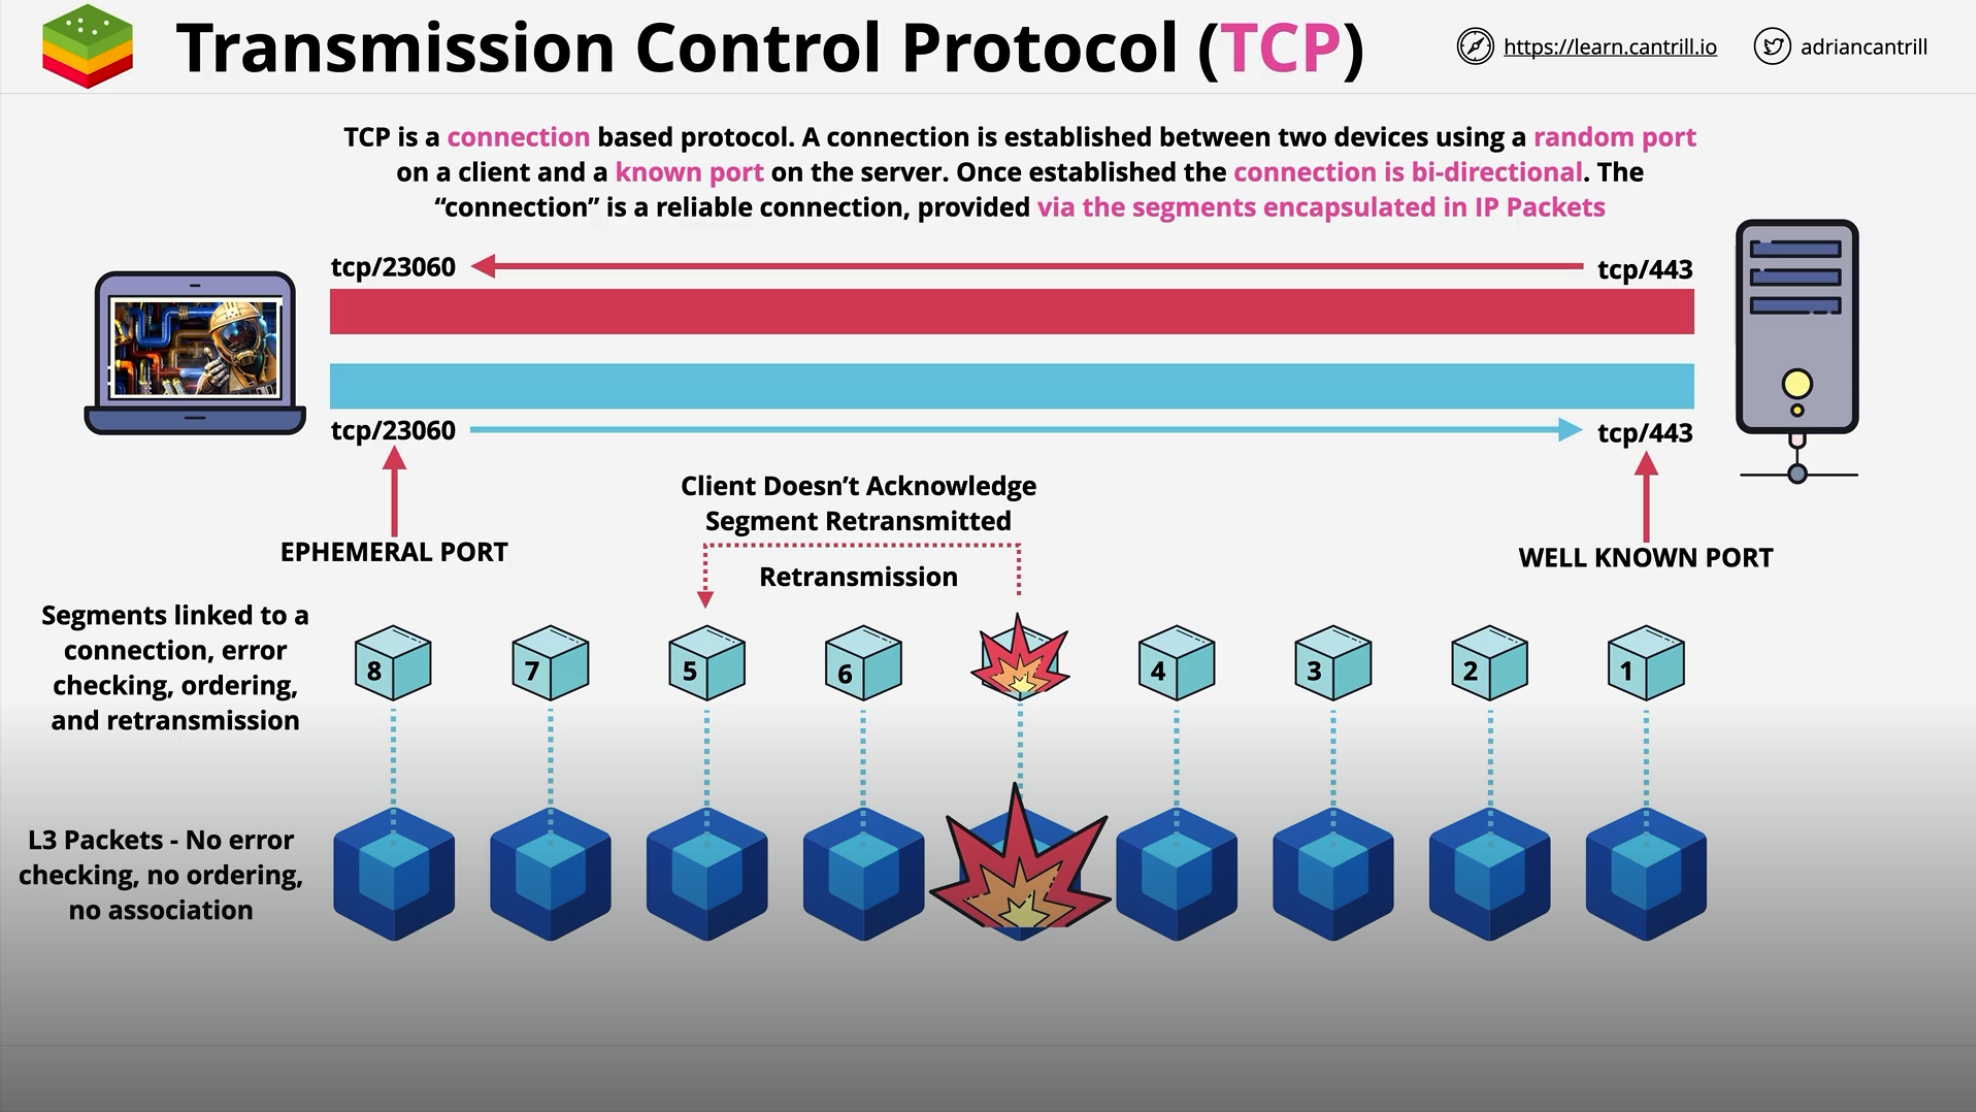 Transmission Control Protocol (TCP)
https://learn.cantrill.io
adriancantrill
TCP is a connection based protocol. A connection is established between two devices using a random port
on a client and a known port on the server. Once established the connection is bi-directional. The
“connection” is a reliable connection, provided via the segments encapsulated in IP Packets
tcp/23060
tcp/443
tcp/23060
tcp/443
EPHEMERAL PORT
WELL KNOWN PORT
Client Doesn’t Acknowledge
Segment Retransmitted
Retransmission
Segments linked to a
connection, error
checking, ordering,
and retransmission
8
7
5
6
4
3
2
1
L3 Packets - No error
checking, no ordering,
no association